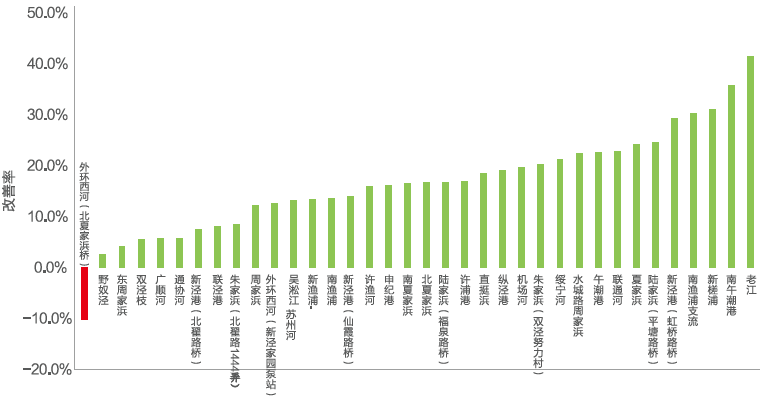 50.0%
40.0%
30.0%
20.0%
10.0%
0.0%
−10.0%
−20.0%
改善率
外环西河（北夏家浜桥）
野奴泾
东周家浜
双泾枝
广顺河
通协河
新泾港（北翟路桥）
联泾港
朱家浜（北翟路1444弄）
周家浜
外环西河（新泾家园泵站）
吴淞江 苏州河
新渔浦-
南渔浦
新泾港（仙霞路桥）
许渔河
申纪港
南夏家浜
北夏家浜
陆家浜（福泉路桥）
许浦港
直挺浜
纵泾港
机场河
朱家浜（双泾努力村）
绥宁河
水城路周家浜
午潮港
联通河
夏家浜
陆家浜（平塘路桥）
新泾港（虹桥路桥）
南渔浦支流
新槎浦
南午潮港
老江